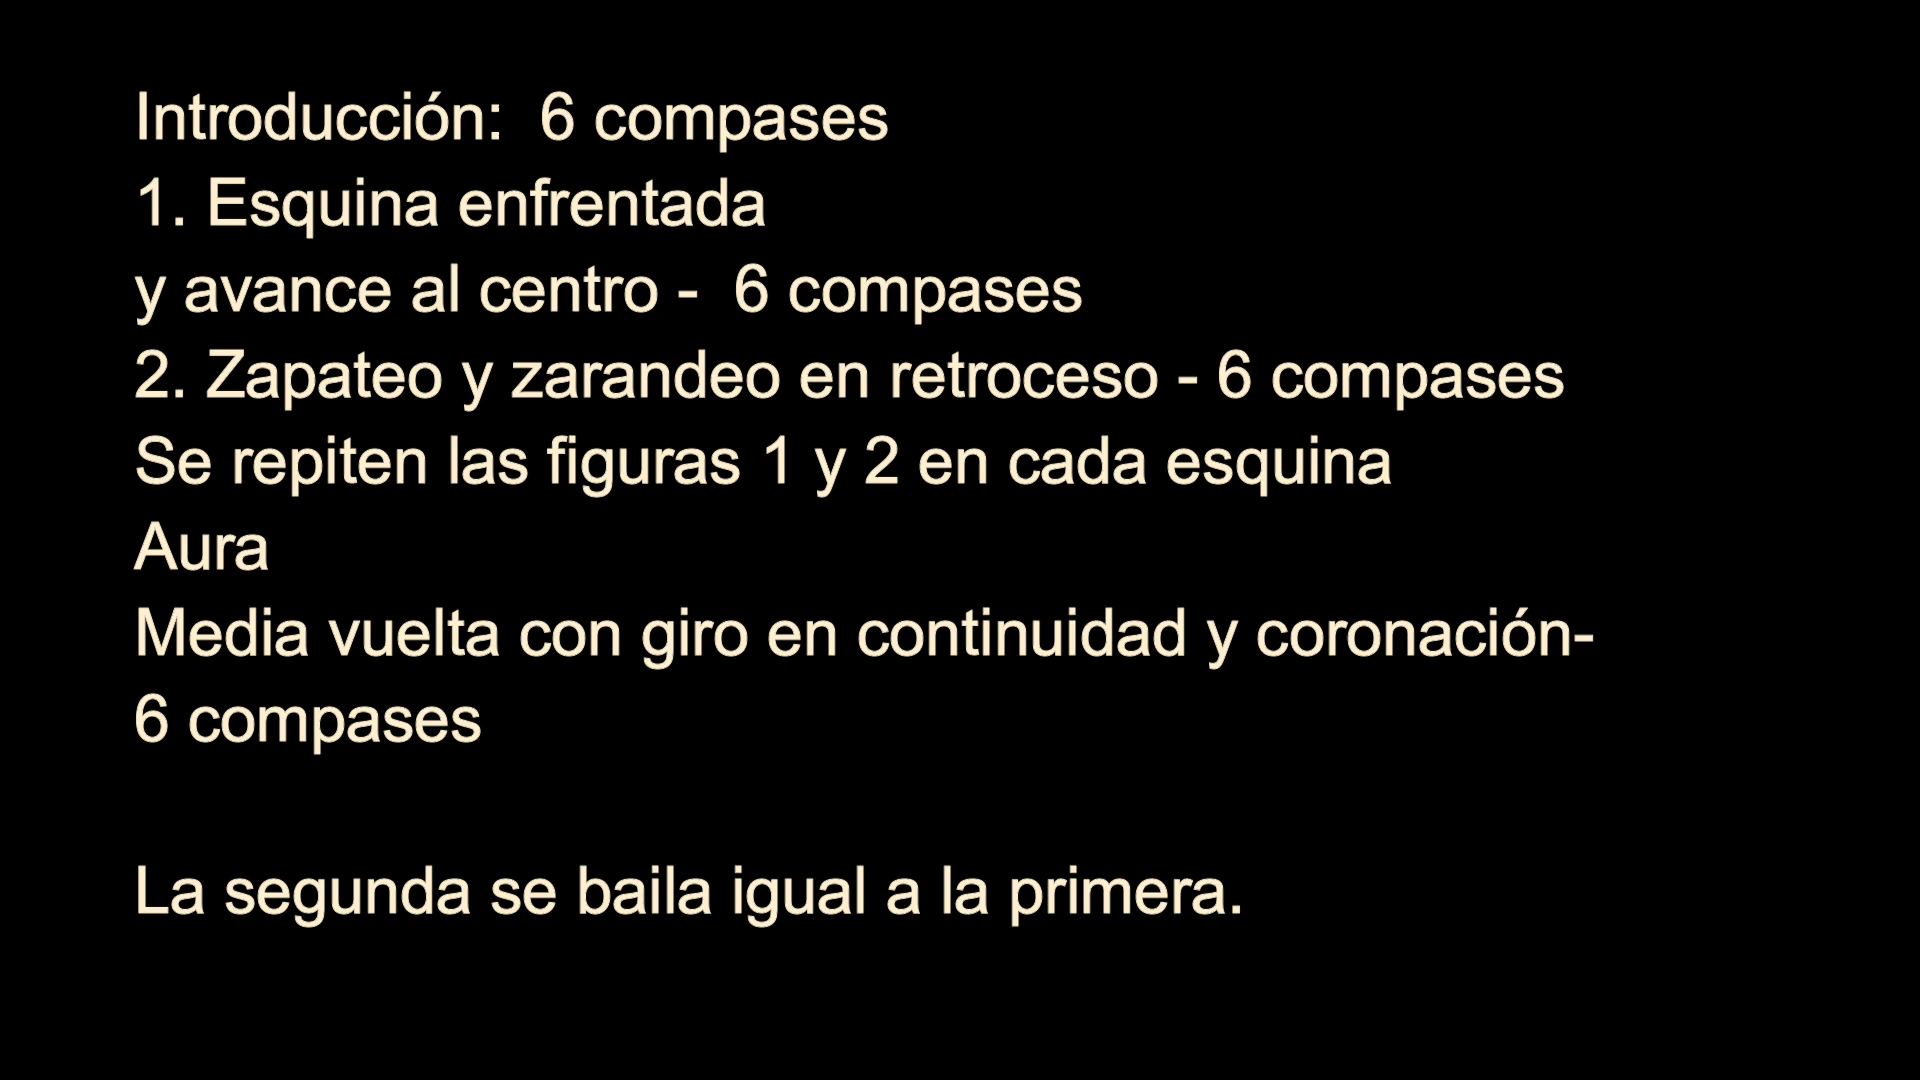 Introducción:  6 compases
1. Esquina enfrentada
y avance al centro -  6 compases
2. Zapateo y zarandeo en retroceso - 6 compases
Se repiten las figuras 1 y 2 en cada esquina
Aura
Media vuelta con giro en continuidad y coronación-
6 compases
La segunda se baila igual a la primera.